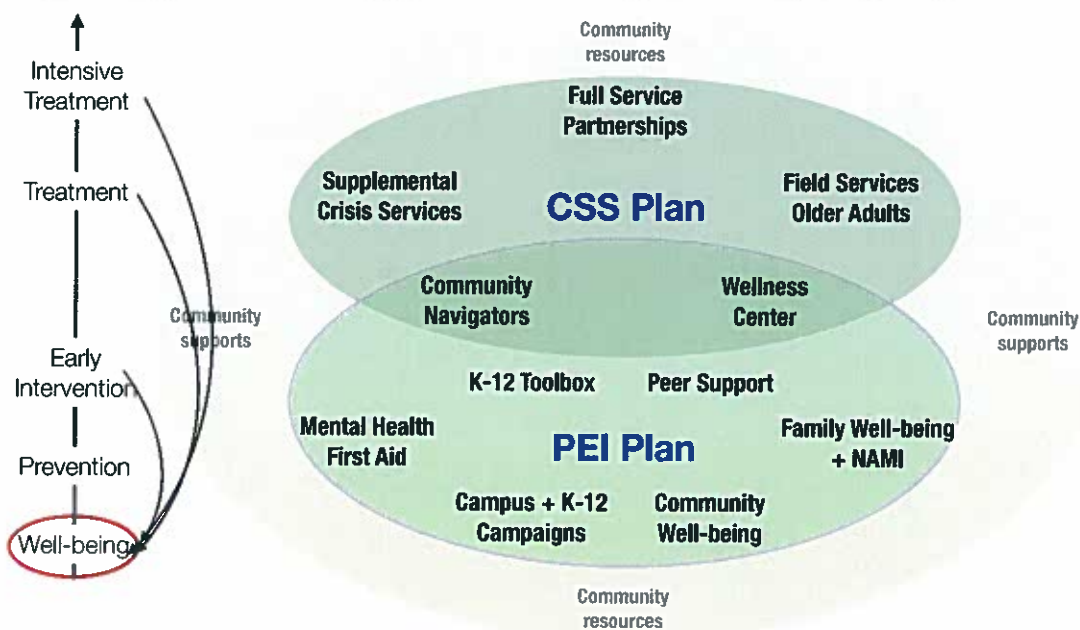 Intensive
Treatment
Treatment
Early
Intervention
Prevention
Well-being
Community
resources
Full Service
Partnerships
Supplemental
Crisis Services
CSS Plan
Field Services
Older Adults
Community
Navigators
Wellness
Center
Community
supports
Community
supports
K-12 Toolbox
Peer Support
Mental Health
First Aid
PEI Plan
Family Well-being
+ NAMI
Campus + K-12
Campaigns
Community
Well-being
Community
resources